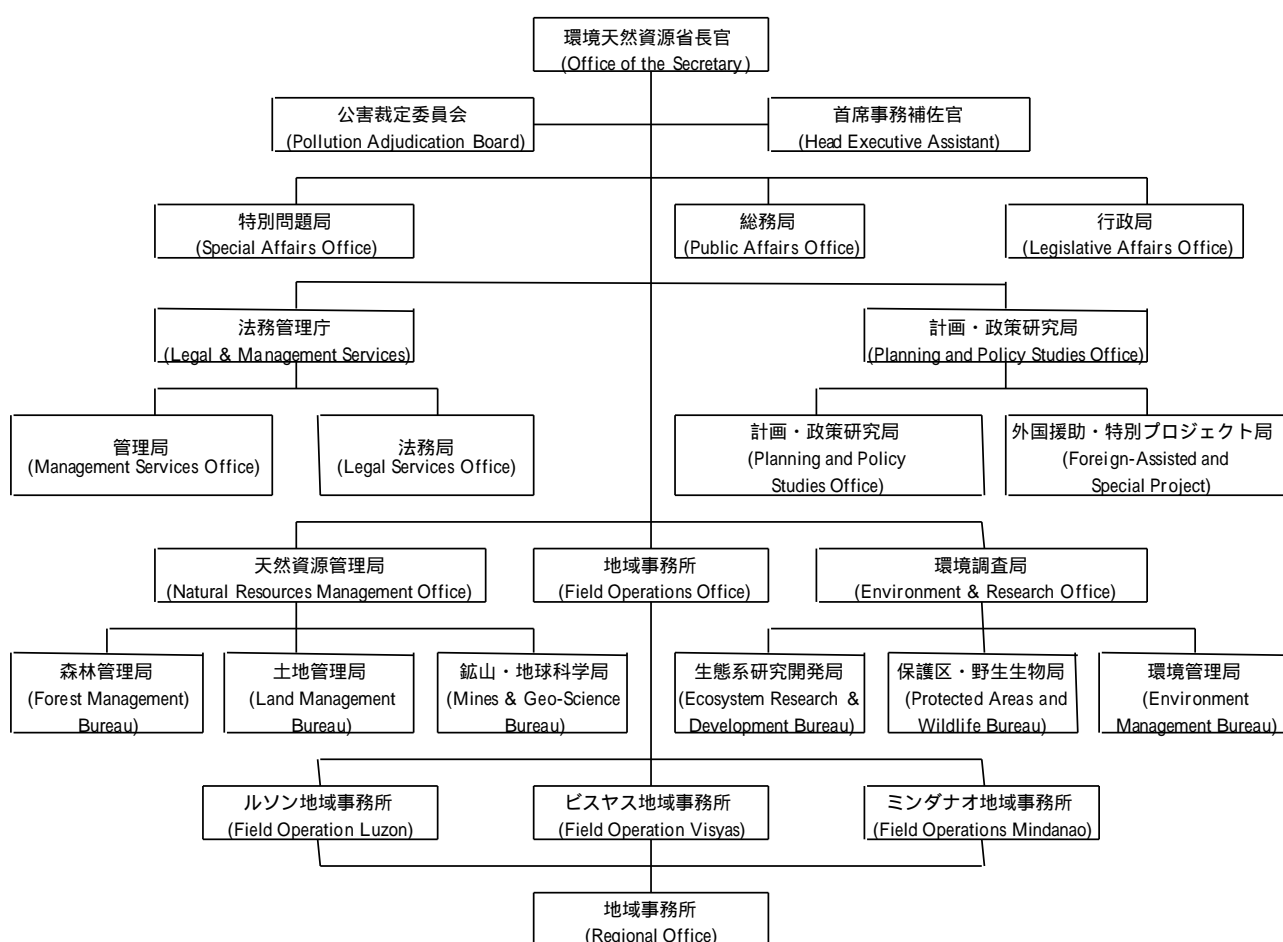 環境天然資源省長官
(Office of the Secretary)
公害裁定委員会
(Pollution Adjudication Board)
首席事務補佐官
(Head Executive Assistant)
特別問題局
(Special Affairs Office)
総務局
(Public Affairs Office)
行政局
(Legislative Affairs Office)
法務管理庁
(Legal & Management Services)
計画・政策研究局
(Planning and Policy Studies Office)
管理局
(Management Services Office)
法務局
(Legal Services Office)
計画・政策研究局
(Planning and Policy
Studies Office)
外国援助・特別プロジェクト局
(Foreign-Assisted and
Special Project)
天然資源管理局
(Natural Resources Management Office)
地域事務所
(Field Operations Office)
環境調査局
(Environment & Research Office)
森林管理局
(Forest Management)
Bureau)
土地管理局
(Land Management
Bureau)
鉱山・地球科学局
(Mines & Geo-Science
Bureau)
生態系研究開発局
(Ecosystem Research &
Development Bureau)
保護区・野生生物局
(Protected Areas and
Wildlife Bureau)
環境管理局
(Environment
Management Bureau)
ルソン地域事務所
(Field Operation Luzon)
ビスヤス地域事務所
(Field Operation Visyas)
ミンダナオ地域事務所
(Field Operations Mindanao)
地域事務所
(Regional Office)